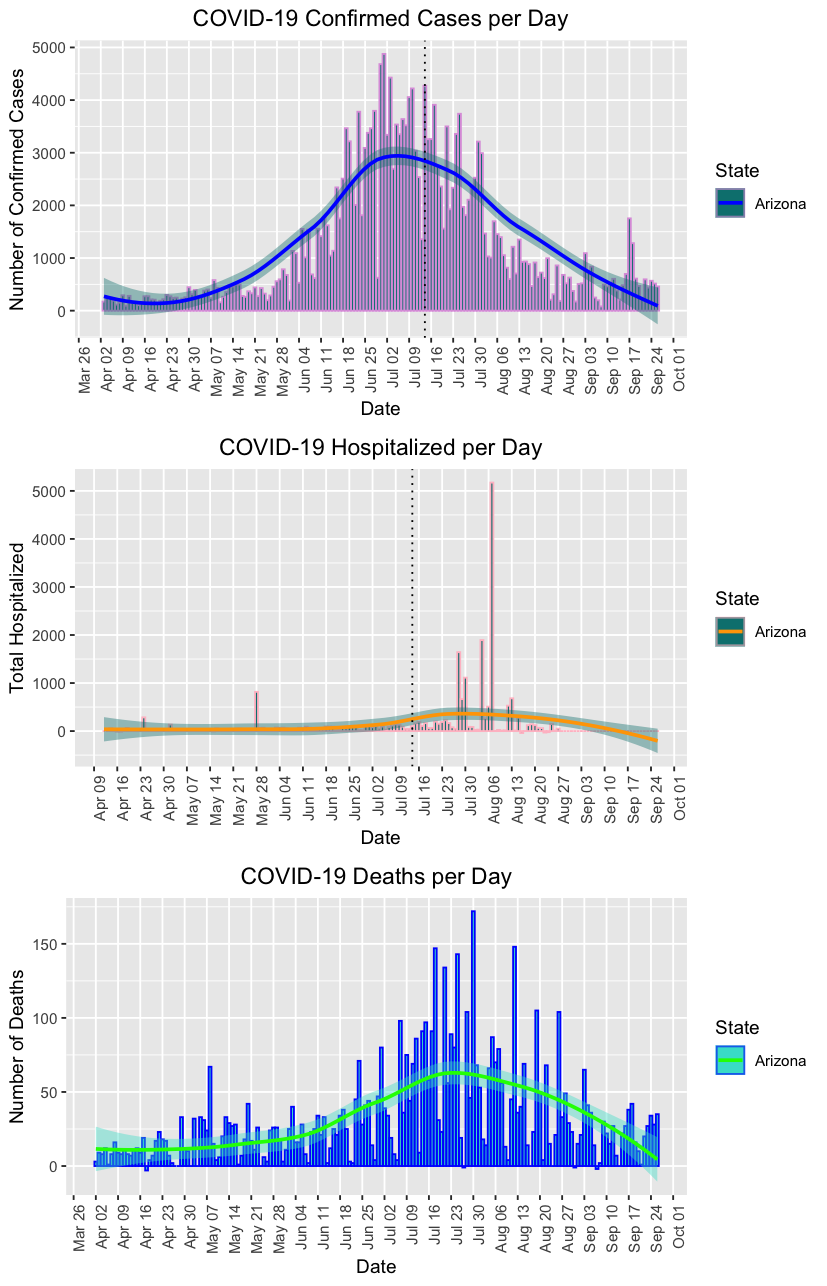 COVID-19 Confirmed Cases per Day
Number of Confirmed Cases
5000
4000
3000
2000
1000
0
Mar 26
Apr 02
Apr 09
Apr 16
Apr 23
Apr 30
May 07
May 14
May 21
May 28
Jun 04
Jun 11
Jun 18
Jun 25
Jul 02
Jul 09
Jul 16
Jul 23
Jul 30
Aug 06
Aug 13
Aug 20
Aug 27
Sep 03
Sep 10
Sep 17
Sep 24
Oct 01
Date
State
Arizona
COVID-19 Hospitalized per Day
Total Hospitalized
5000
4000
3000
2000
1000
0
Apr 09
Apr 16
Apr 23
Apr 30
May 07
May 14
May 21
May 28
Jun 04
Jun 11
Jun 18
Jun 25
Jul 02
Jul 09
Jul 16
Jul 23
Jul 30
Aug 06
Aug 13
Aug 20
Aug 27
Sep 03
Sep 10
Sep 17
Sep 24
Oct 01
Date
State
Arizona
COVID-19 Deaths per Day
Number of Deaths
150
100
50
0
Mar 26
Apr 02
Apr 09
Apr 16
Apr 23
Apr 30
May 07
May 14
May 21
May 28
Jun 04
Jun 11
Jun 18
Jun 25
Jul 02
Jul 09
Jul 16
Jul 23
Jul 30
Aug 06
Aug 13
Aug 20
Aug 27
Sep 03
Sep 10
Sep 17
Sep 24
Oct 01
Date
State
Arizona